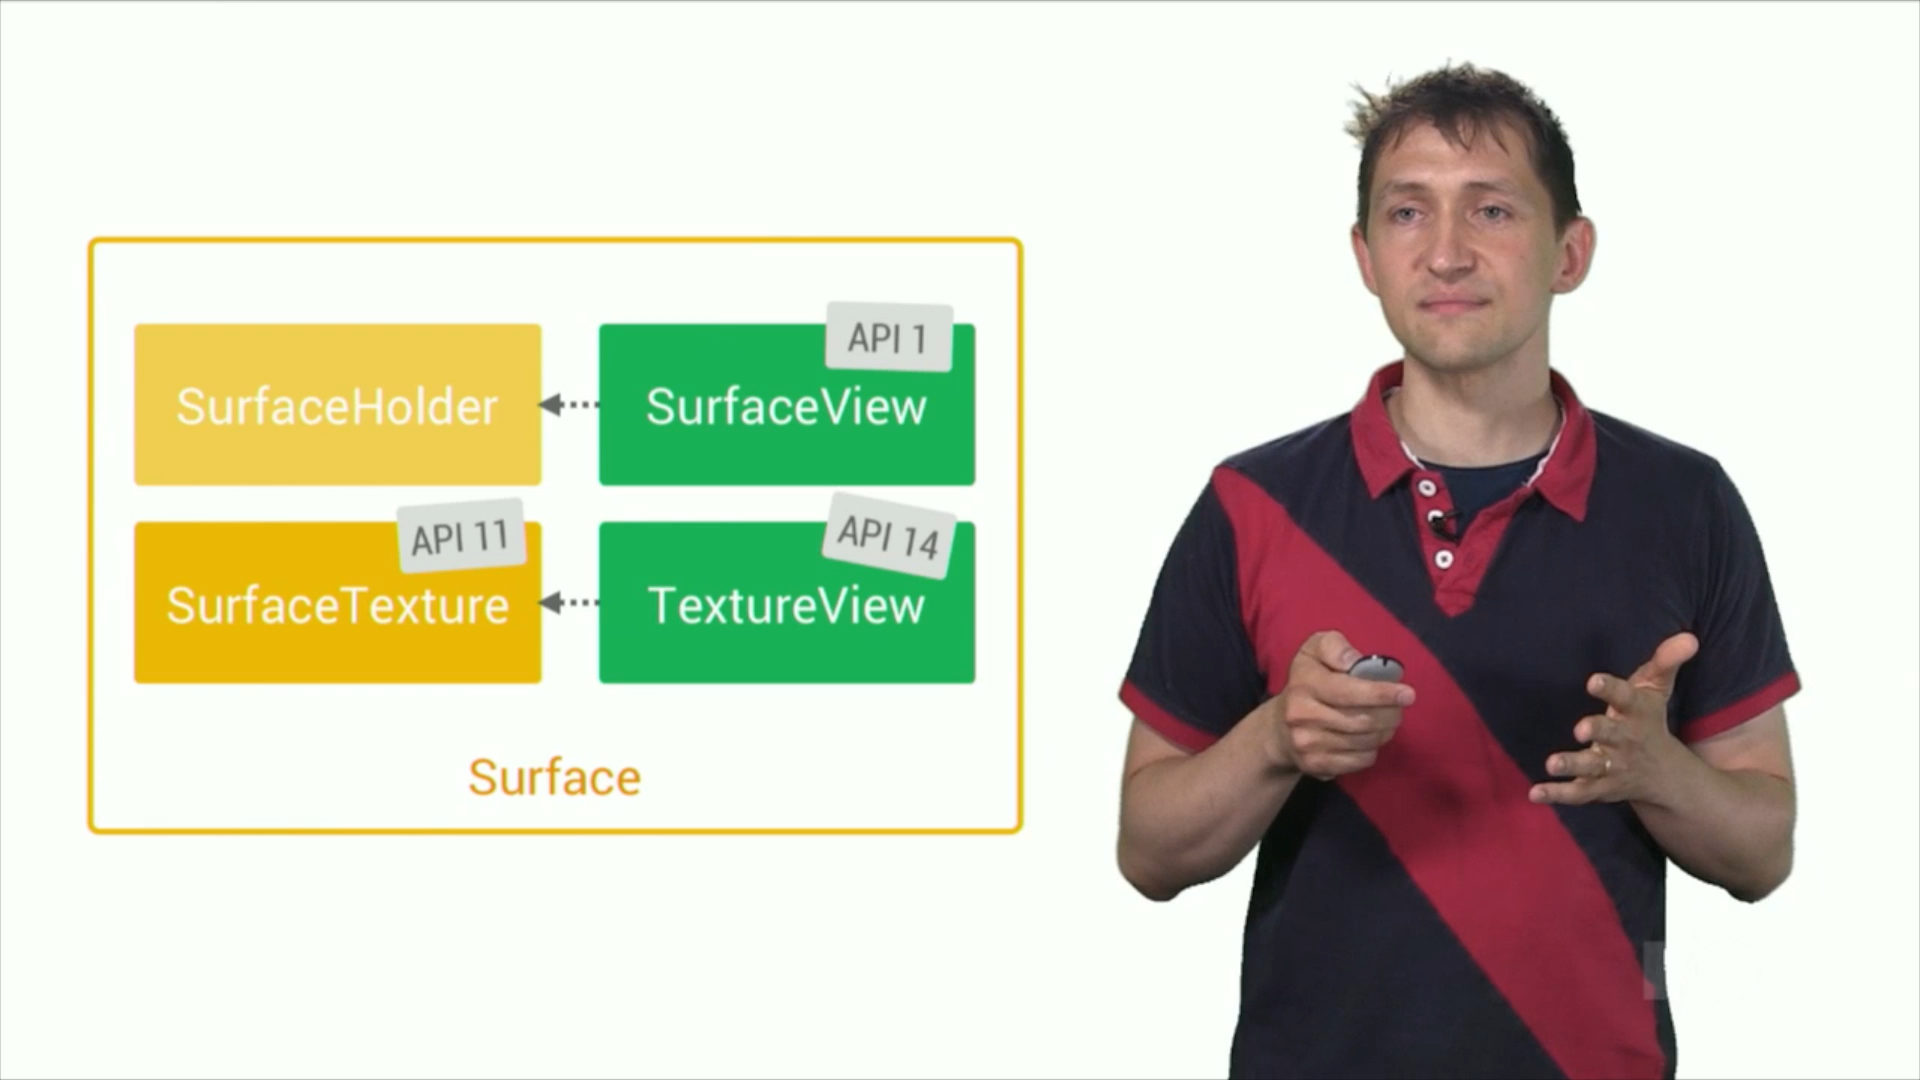 API 1
SurfaceHolder
SurfaceView
API 11
API 14
SurfaceTexture
TextureView
Surface